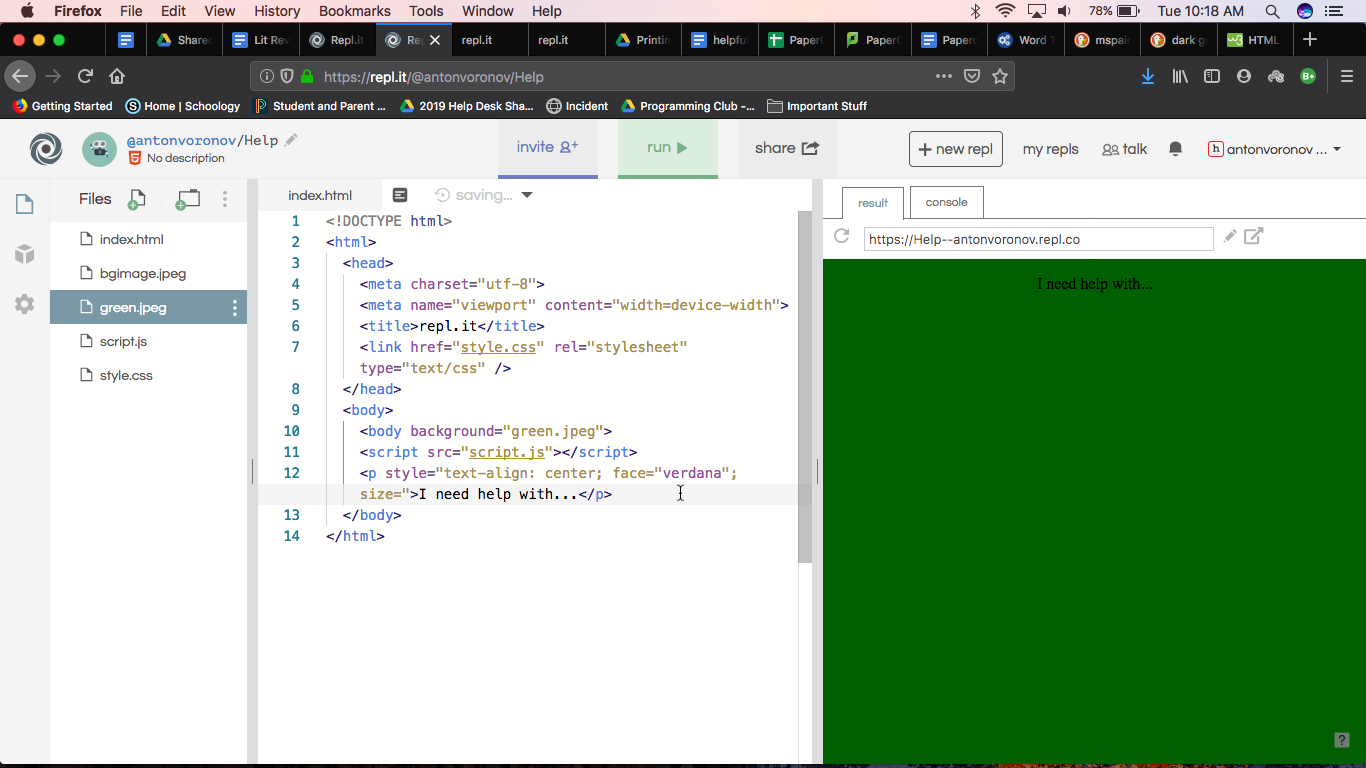 Firefox File Edit View History Bookmarks Tools Window Help 78% Tue 10:18 AM
Share Lit Rev Repl.it Re repl.it repl.it Printin helpfu Paper Paper Paper Word T mspai dark g HTML
https://repl.it/@antonvoronov/Help
Getting Started Home | Schoology Student and Parent ... 2019 Help Desk Sha... Incident Programming Club -... Important Stuff
@antonvoronov/Help
No description
invite
run
share
+ new repl
my repls
talk
antonvoronov ...
Files
index.html
bgimage.jpeg
green.jpeg
script.js
style.css
index.html saving...
1 <!DOCTYPE html>
2 <html>
3 <head>
4 <meta charset="utf-8">
5 <meta name="viewport" content="width=device-width">
6 <title>repl.it</title>
7 <link href="style.css" rel="stylesheet"
type="text/css" />
8 </head>
9 <body>
10 <body background="green.jpeg">
11 <script src="script.js"></script>
12 <p style="text-align: center; face="verdana";
size=">I need help with...</p>
13 </body>
14 </html>
result console
https://Help--antonvoronov.repl.co
I need help with...
?